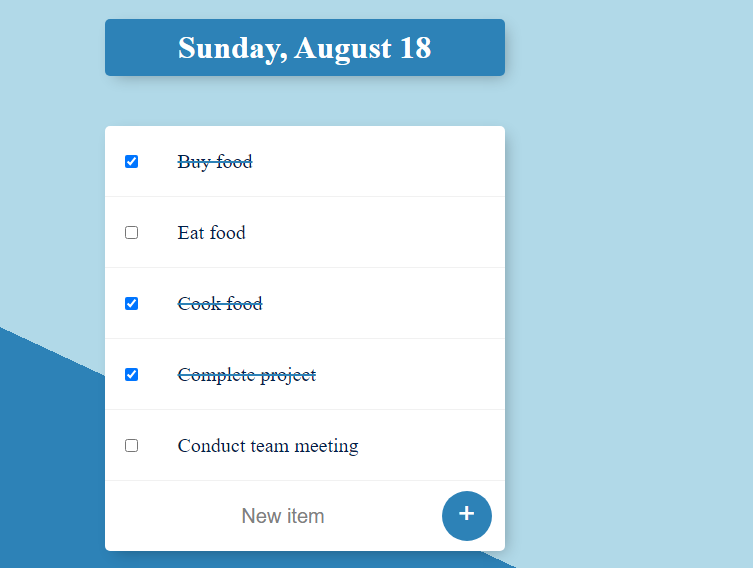 Sunday, August 18
Buy food
Eat food
Cook food
Complete project
Conduct team meeting
New item
+